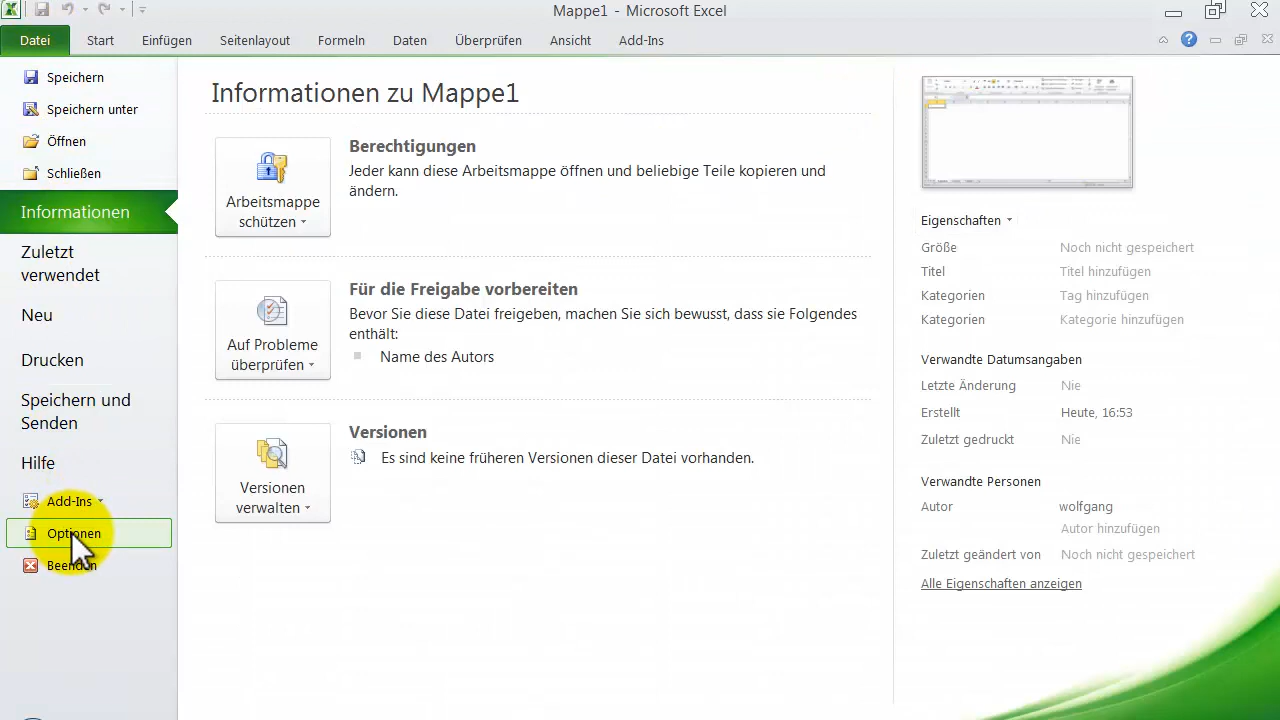 Mappe1 - Microsoft Excel
Datei Start Einfügen Seitenlayout Formeln Daten Überprüfen Ansicht Add-Ins
Speichern
Speichern unter
Öffnen
Schließen
Informationen
Zuletzt
verwendet
Neu
Drucken
Speichern und
Senden
Hilfe
Add-Ins
Optionen
Beenden
Informationen zu Mappe1
Arbeitsmappe
schützen
Berechtigungen
Jeder kann diese Arbeitsmappe öffnen und beliebige Teile kopieren und
ändern.
Auf Probleme
überprüfen
Für die Freigabe vorbereiten
Bevor Sie diese Datei freigeben, machen Sie sich bewusst, dass sie Folgendes
enthält:
Name des Autors
Versionen
verwalten
Versionen
Es sind keine früheren Versionen dieser Datei vorhanden.
Eigenschaften
Größe Noch nicht gespeichert
Titel Titel hinzufügen
Kategorien Tag hinzufügen
Kategorien Kategorie hinzufügen
Verwandte Datumsangaben
Letzte Änderung Nie
Erstellt Heute, 16:53
Zuletzt gedruckt Nie
Verwandte Personen
Autor wolfgang
Autor hinzufügen
Zuletzt geändert von Noch nicht gespeichert
Alle Eigenschaften anzeigen